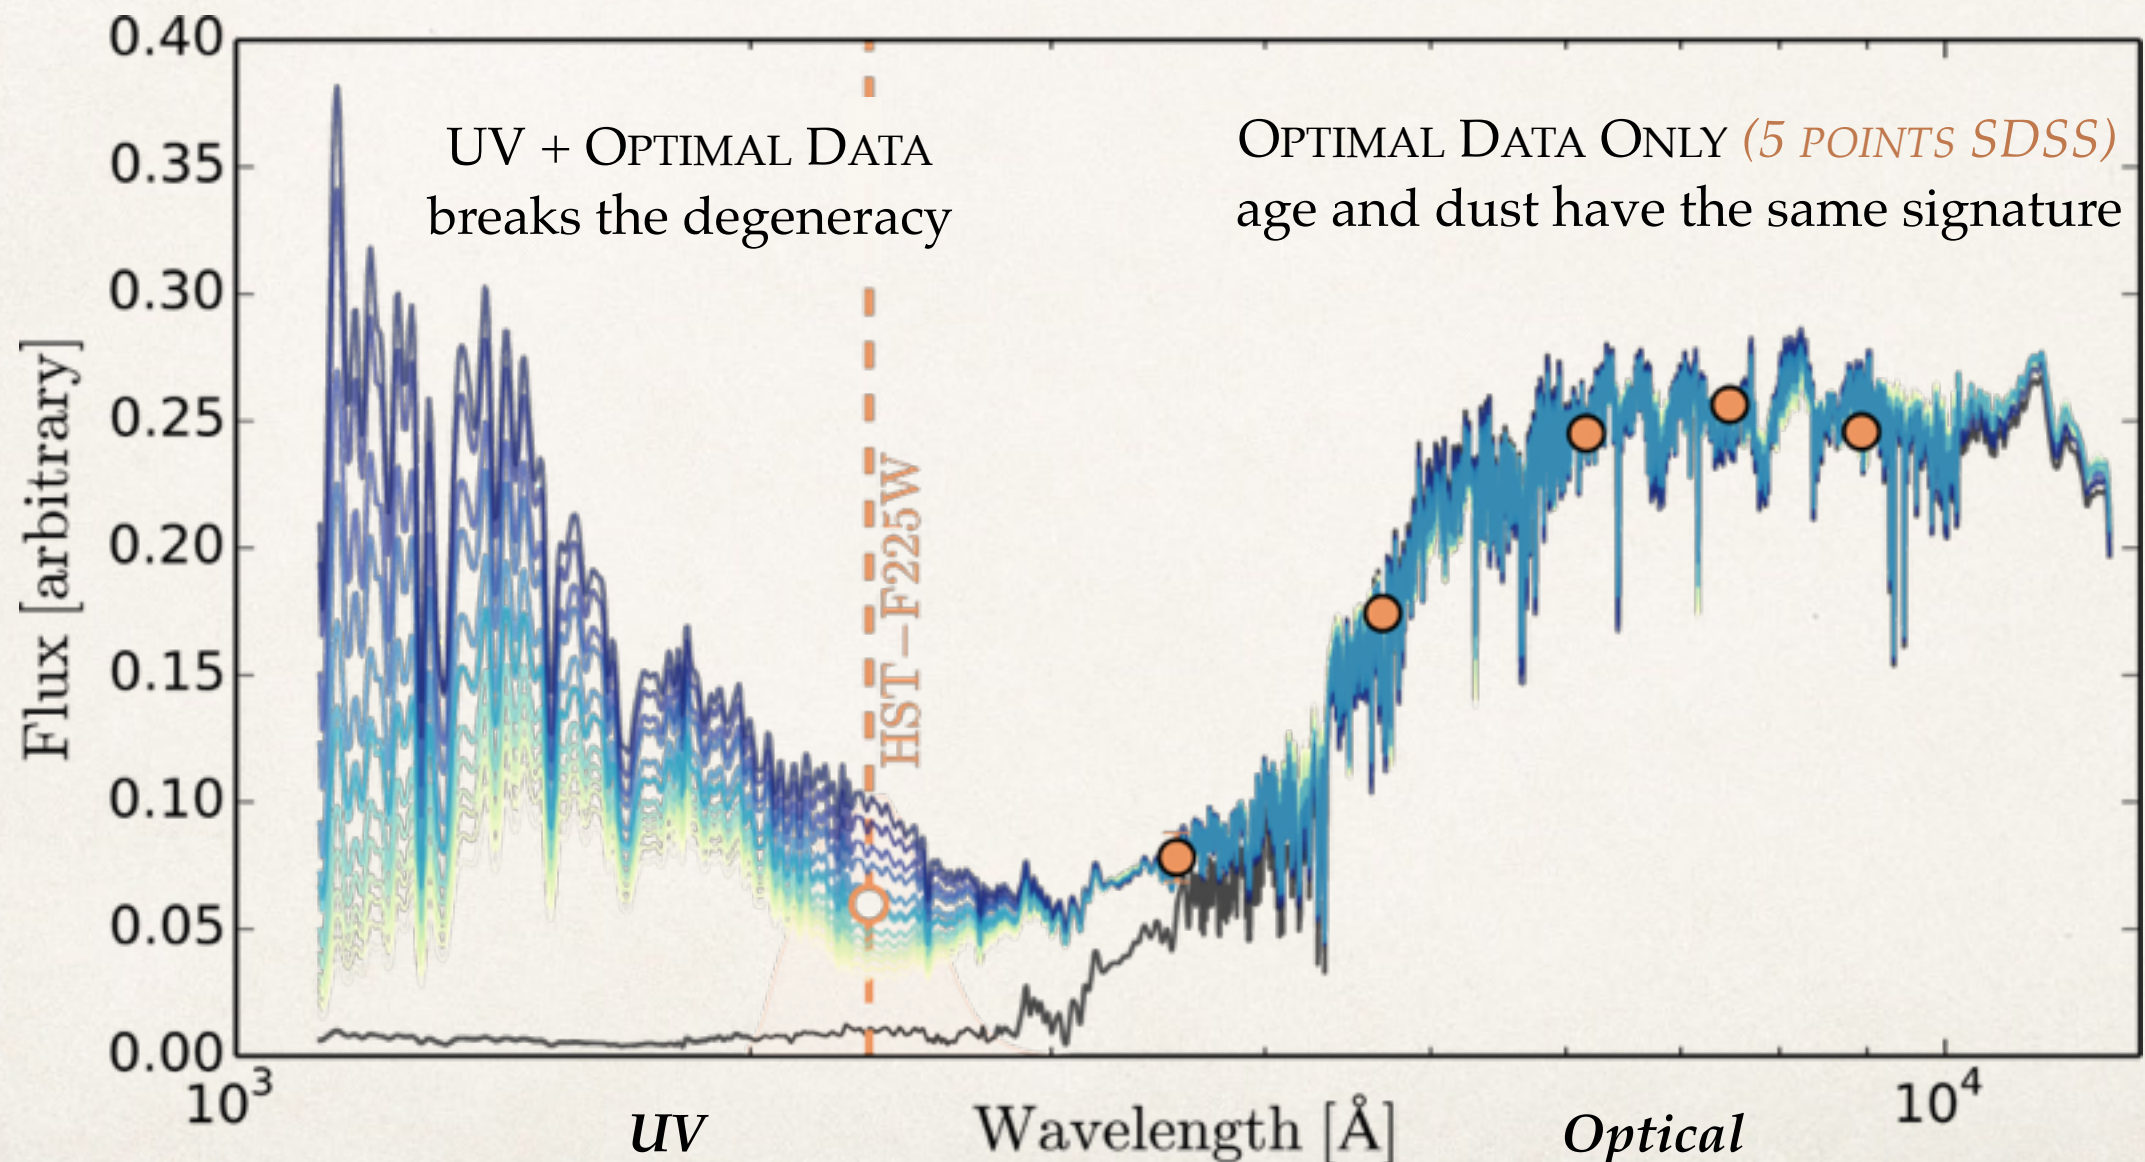 0.40
0.35
0.30
0.25
0.20
0.15
0.10
0.05
0.00
Flux [arbitrary]
UV + OPTIMAL DATA
breaks the degeneracy
OPTIMAL DATA ONLY (5 POINTS SDSS)
age and dust have the same signature
HST−F225W
10³
10⁴
UV
Wavelength [Å]
Optical